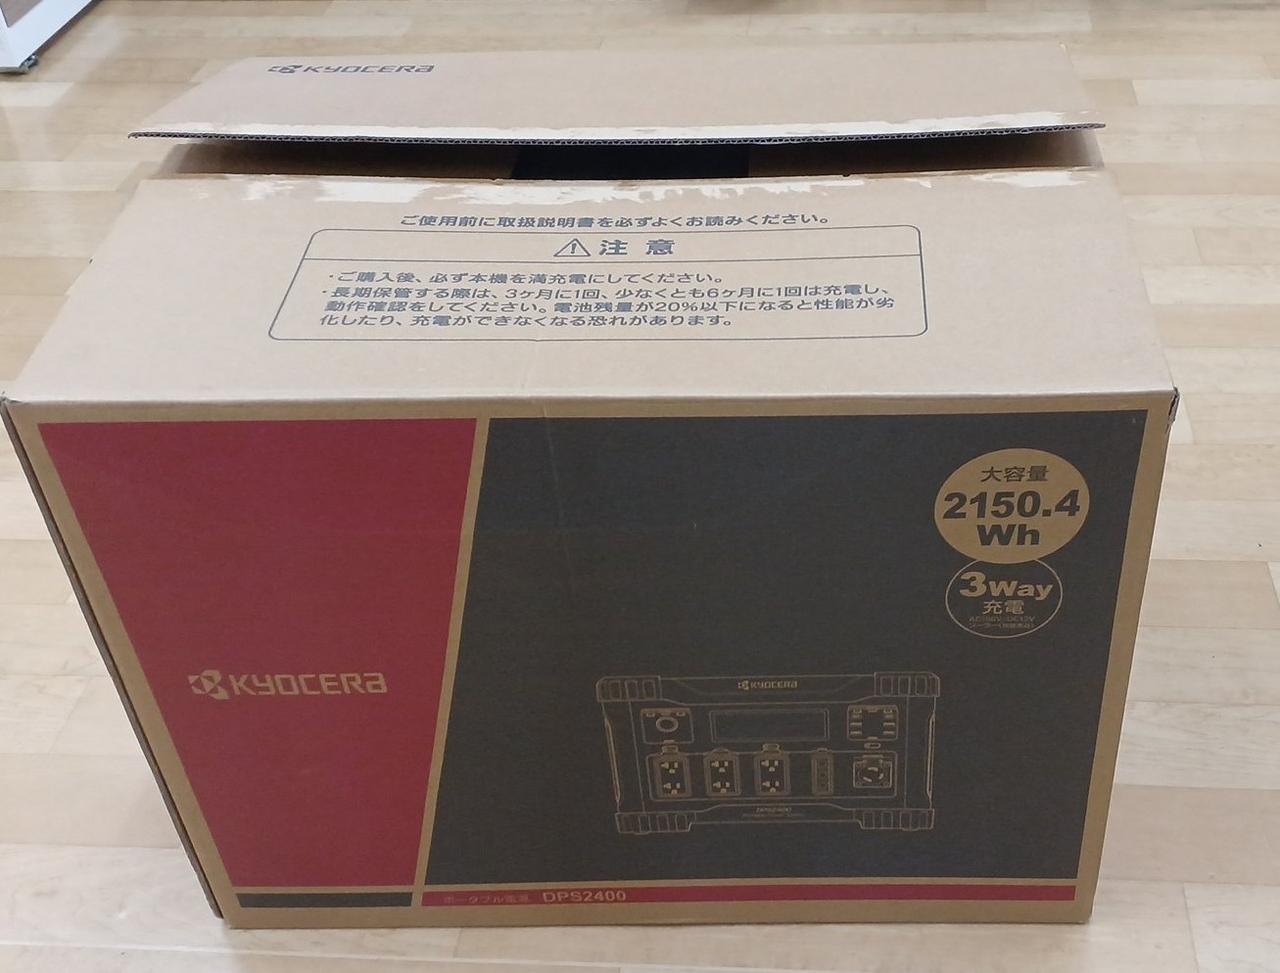 KYOCERA
ご使用前に取扱説明書を必ずよくお読みください。
注意
・ご購入後、必ず本機を満充電にしてください。
・長期保管する際は、3ヶ月に1回、少なくとも6ヶ月に1回は充電し、
動作確認をしてください。電池残量が20%以下になると性能が劣
化したり、充電ができなくなる恐れがあります。
大容量
2150.4
Wh
3Way
充電
KYOCERA
KYOCERA
DPS2400
ポータブル電源 DPS2400